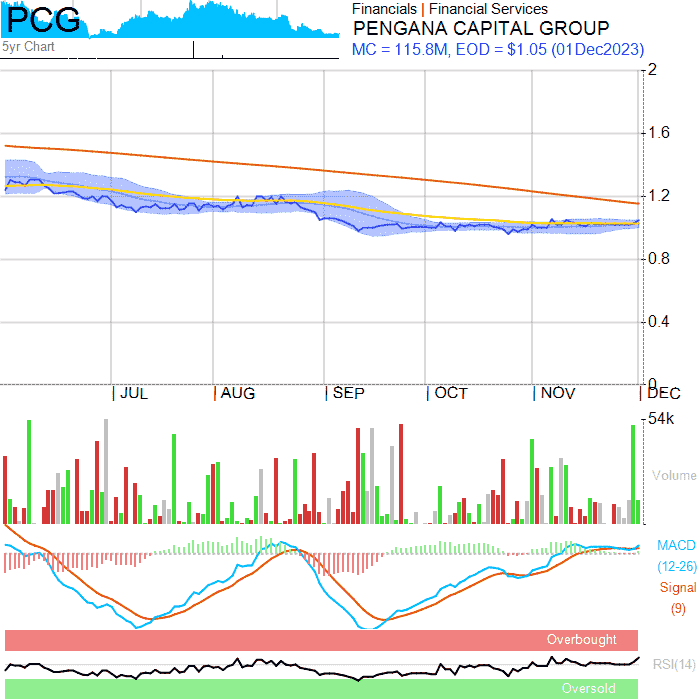 PCG
Financials | Financial Services
PENGANA CAPITAL GROUP
5yr Chart
MC = 115.8M, EOD = $1.05 (01Dec2023)
2
1.6
1.2
0.8
0.4
0
JUL AUG SEP OCT NOV DEC
54k
Volume
MACD
(12-26)
Signal
(9)
Overbought
RSI(14)
Oversold